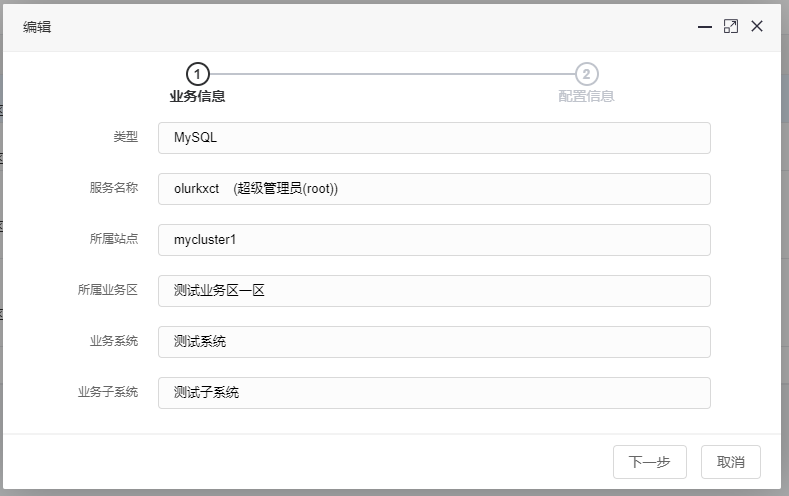 编辑
1
2
业务信息
配置信息
类型 MySQL
服务名称 olurkxct (超级管理员(root))
所属站点 mycluster1
所属业务区 测试业务区一区
业务系统 测试系统
业务子系统 测试子系统
下一步 取消